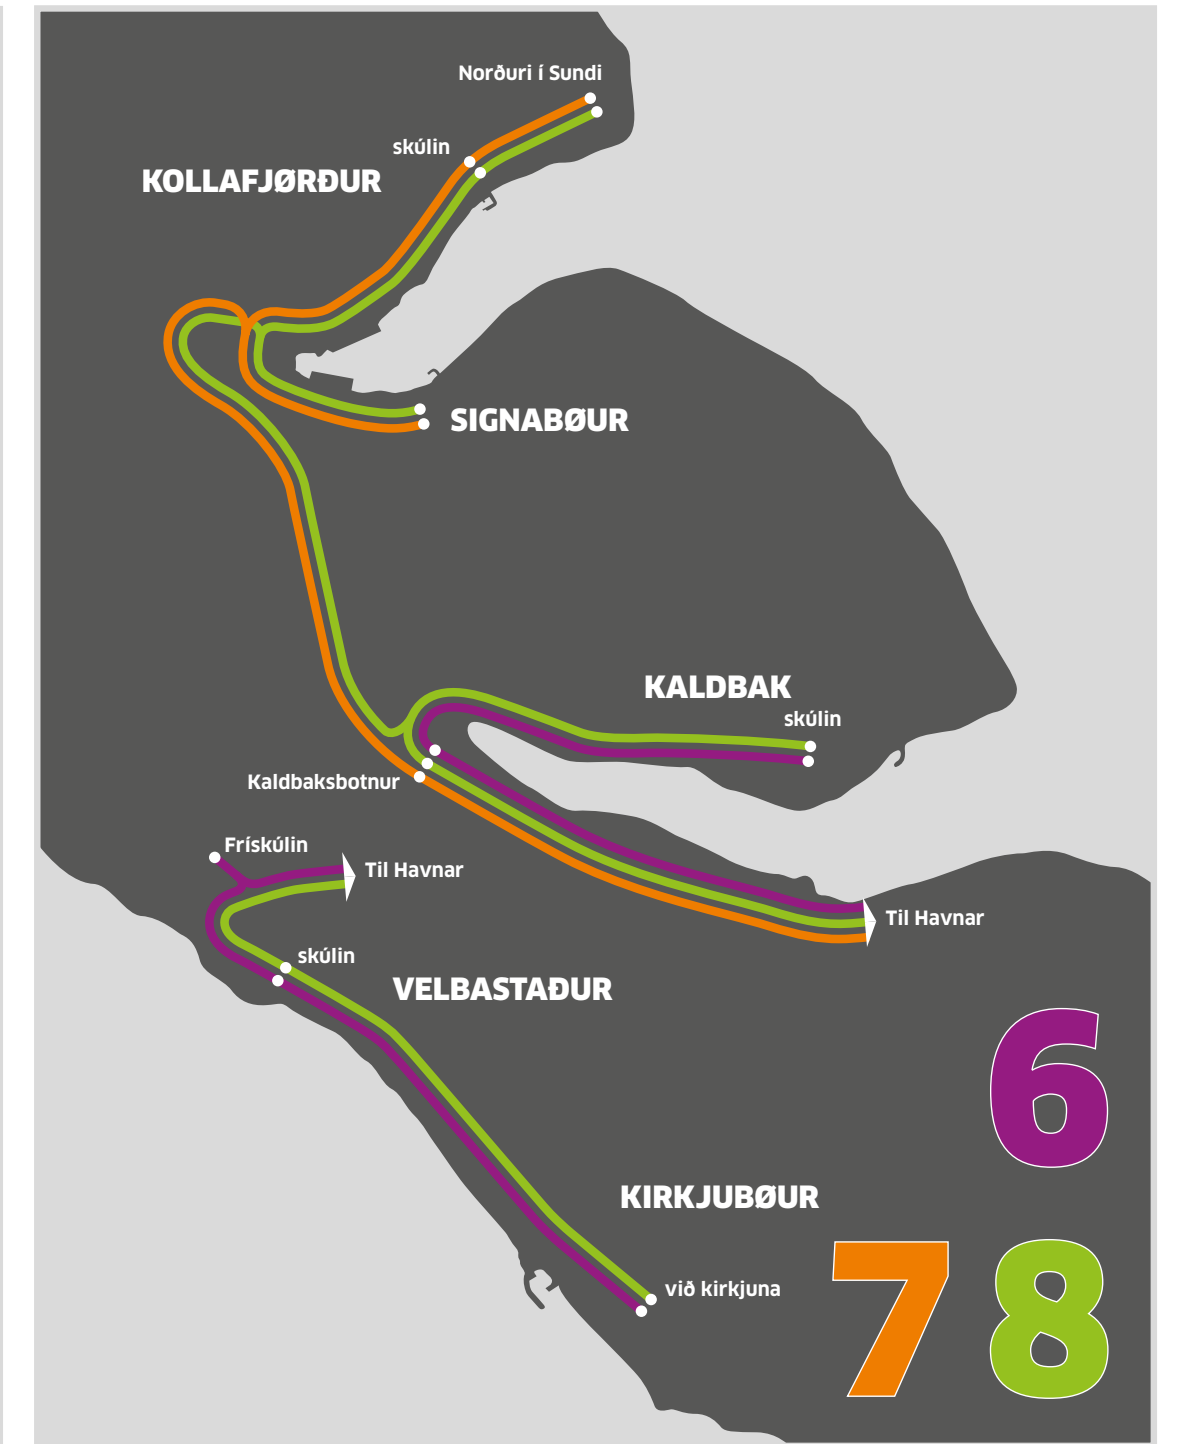 Norðuri í Sundi
skúlin
KOLLAFJØRÐUR
SIGNABØUR
KALDBAK
skúlin
Kaldbaksbotnur
Frískúlin
Til Havnar
Til Havnar
skúlin
VELBASTAÐUR
6
KIRKJUBØUR
við kirkjuna
7 8